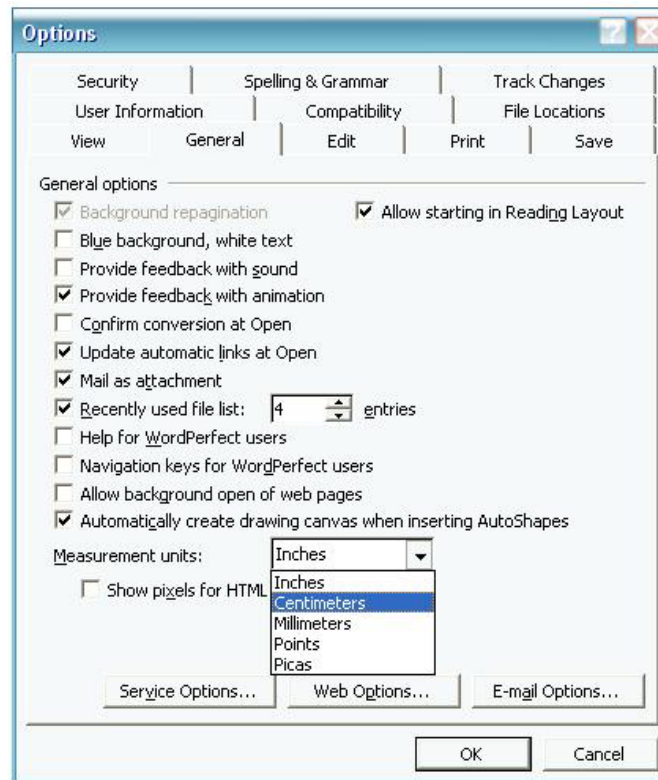 Options
Security Spelling & Grammar Track Changes
User Information Compatibility File Locations
View General Edit Print Save
General options
Background repagination Allow starting in Reading Layout
Blue background, white text
Provide feedback with sound
Provide feedback with animation
Confirm conversion at Open
Update automatic links at Open
Mail as attachment
Recently used file list: 4 entries
Help for WordPerfect users
Navigation keys for WordPerfect users
Allow background open of web pages
Automatically create drawing canvas when inserting AutoShapes
Measurement units: Inches
Show pixels for HTML
Inches
Centimeters
Millimeters
Points
Picas
Service Options... Web Options... E-mail Options...
OK Cancel